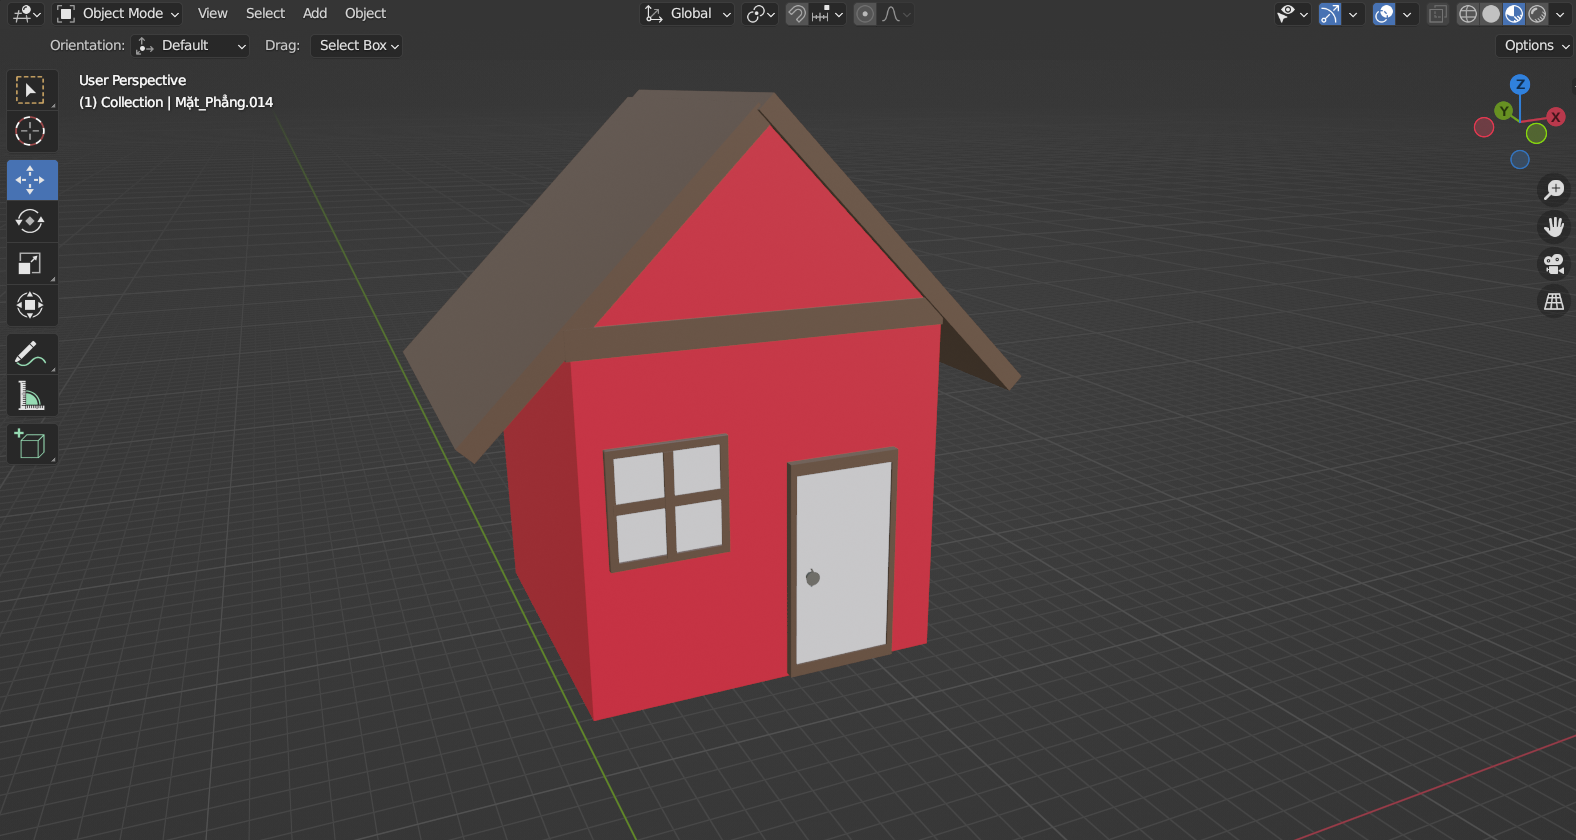 Object Mode View Select Add Object Global
Orientation: Default Drag: Select Box Options
User Perspective
(1) Collection | Mặt_Phẳng.014
Z
Y
X